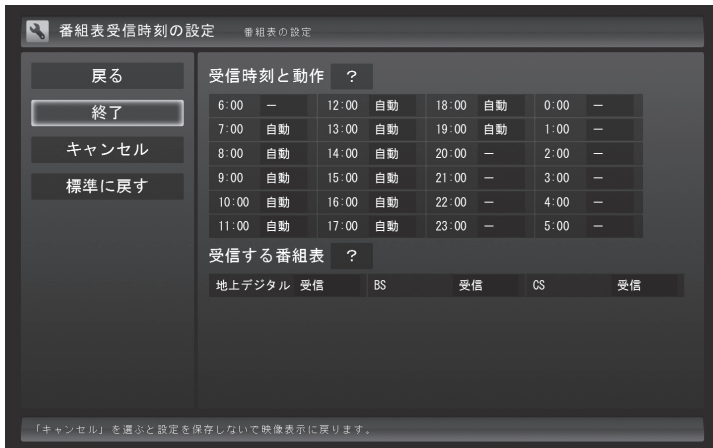 番組表受信時刻の設定 番組表の設定
戻る
終了
キャンセル
標準に戻す
受信時刻と動作 ?
6:00 － 12:00 自動 18:00 自動 0:00 －
7:00 自動 13:00 自動 19:00 自動 1:00 －
8:00 自動 14:00 自動 20:00 － 2:00 －
9:00 自動 15:00 自動 21:00 － 3:00 －
10:00 自動 16:00 自動 22:00 － 4:00 －
11:00 自動 17:00 自動 23:00 － 5:00 －
受信する番組表 ?
地上デジタル 受信 BS 受信 CS 受信
「キャンセル」を選ぶと設定を保存しないで映像表示に戻ります。